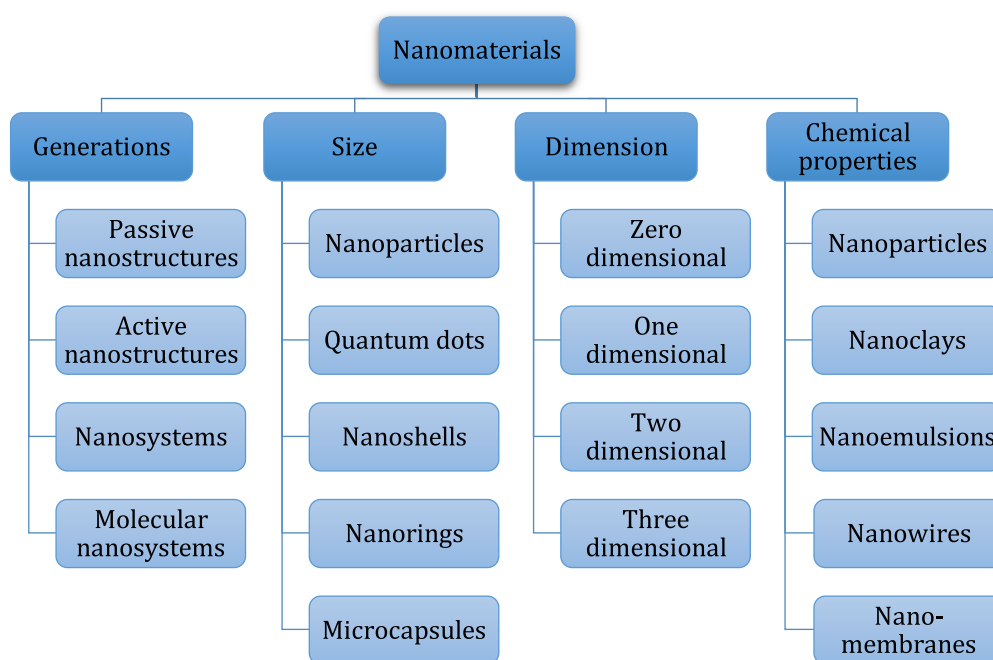 Nanomaterials
Generations
Passive
nanostructures
Active
nanostructures
Nanosystems
Molecular
nanosystems
Size
Nanoparticles
Quantum dots
Nanoshells
Nanorings
Microcapsules
Dimension
Zero
dimensional
One
dimensional
Two
dimensional
Three
dimensional
Chemical
properties
Nanoparticles
Nanoclays
Nanoemulsions
Nanowires
Nano-
membranes